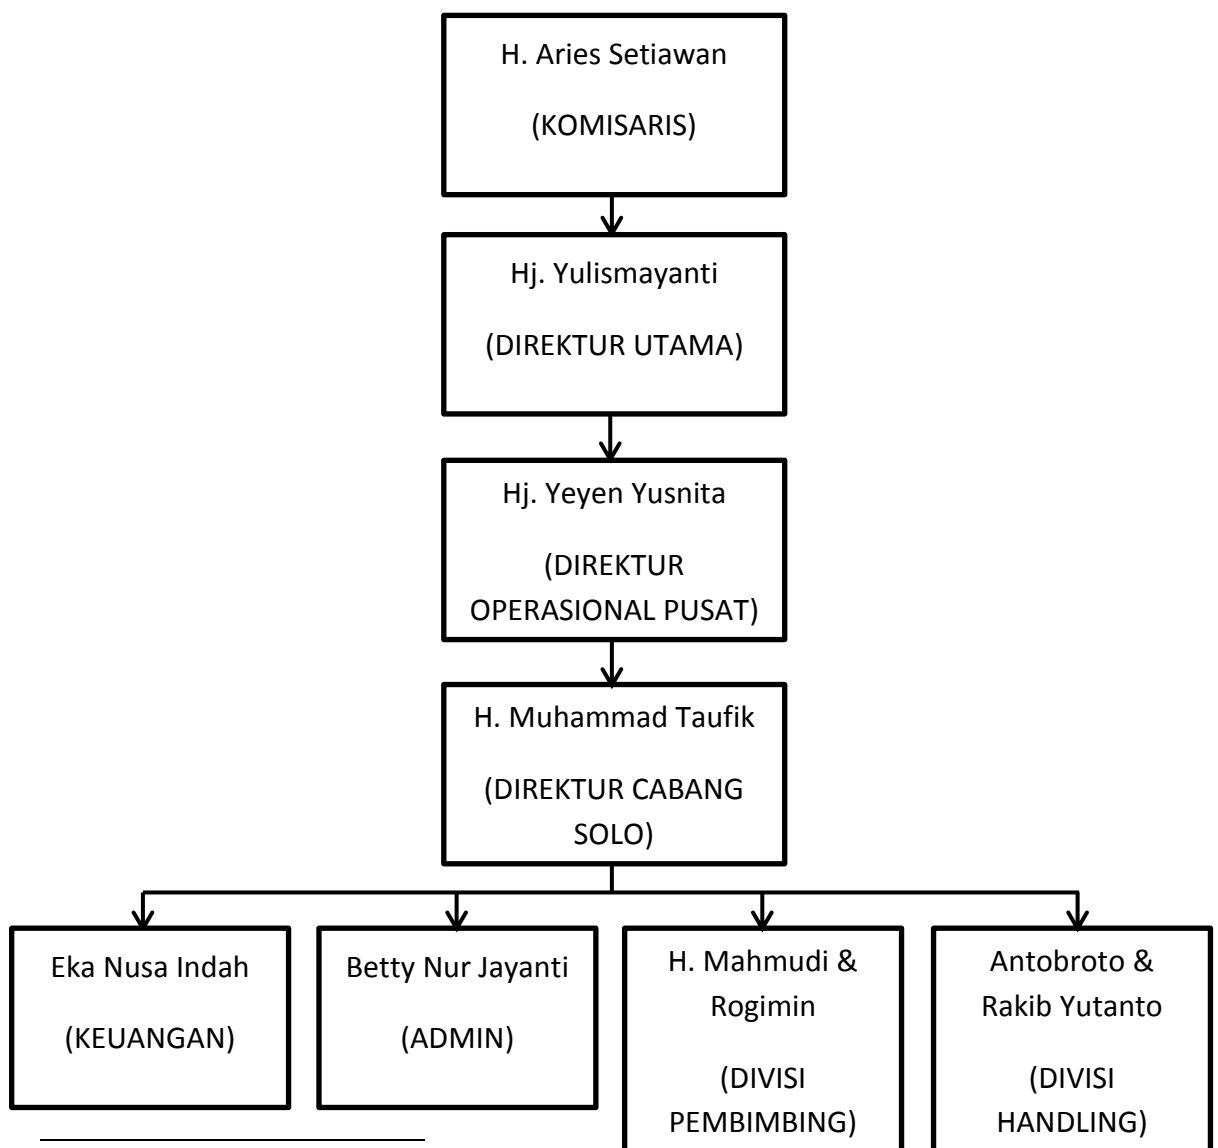 H. Aries Setiawan
(KOMISARIS)
Hj. Yulismayanti
(DIREKTUR UTAMA)
Hj. Yeyen Yusnita
(DIREKTUR
OPERASIONAL PUSAT)
H. Muhammad Taufik
(DIREKTUR CABANG
SOLO)
Eka Nusa Indah
(KEUANGAN)
Betty Nur Jayanti
(ADMIN)
H. Mahmudi &
Rogimin
(DIVISI
PEMBIMBING)
Antobroto &
Rakib Yutanto
(DIVISI
HANDLING)